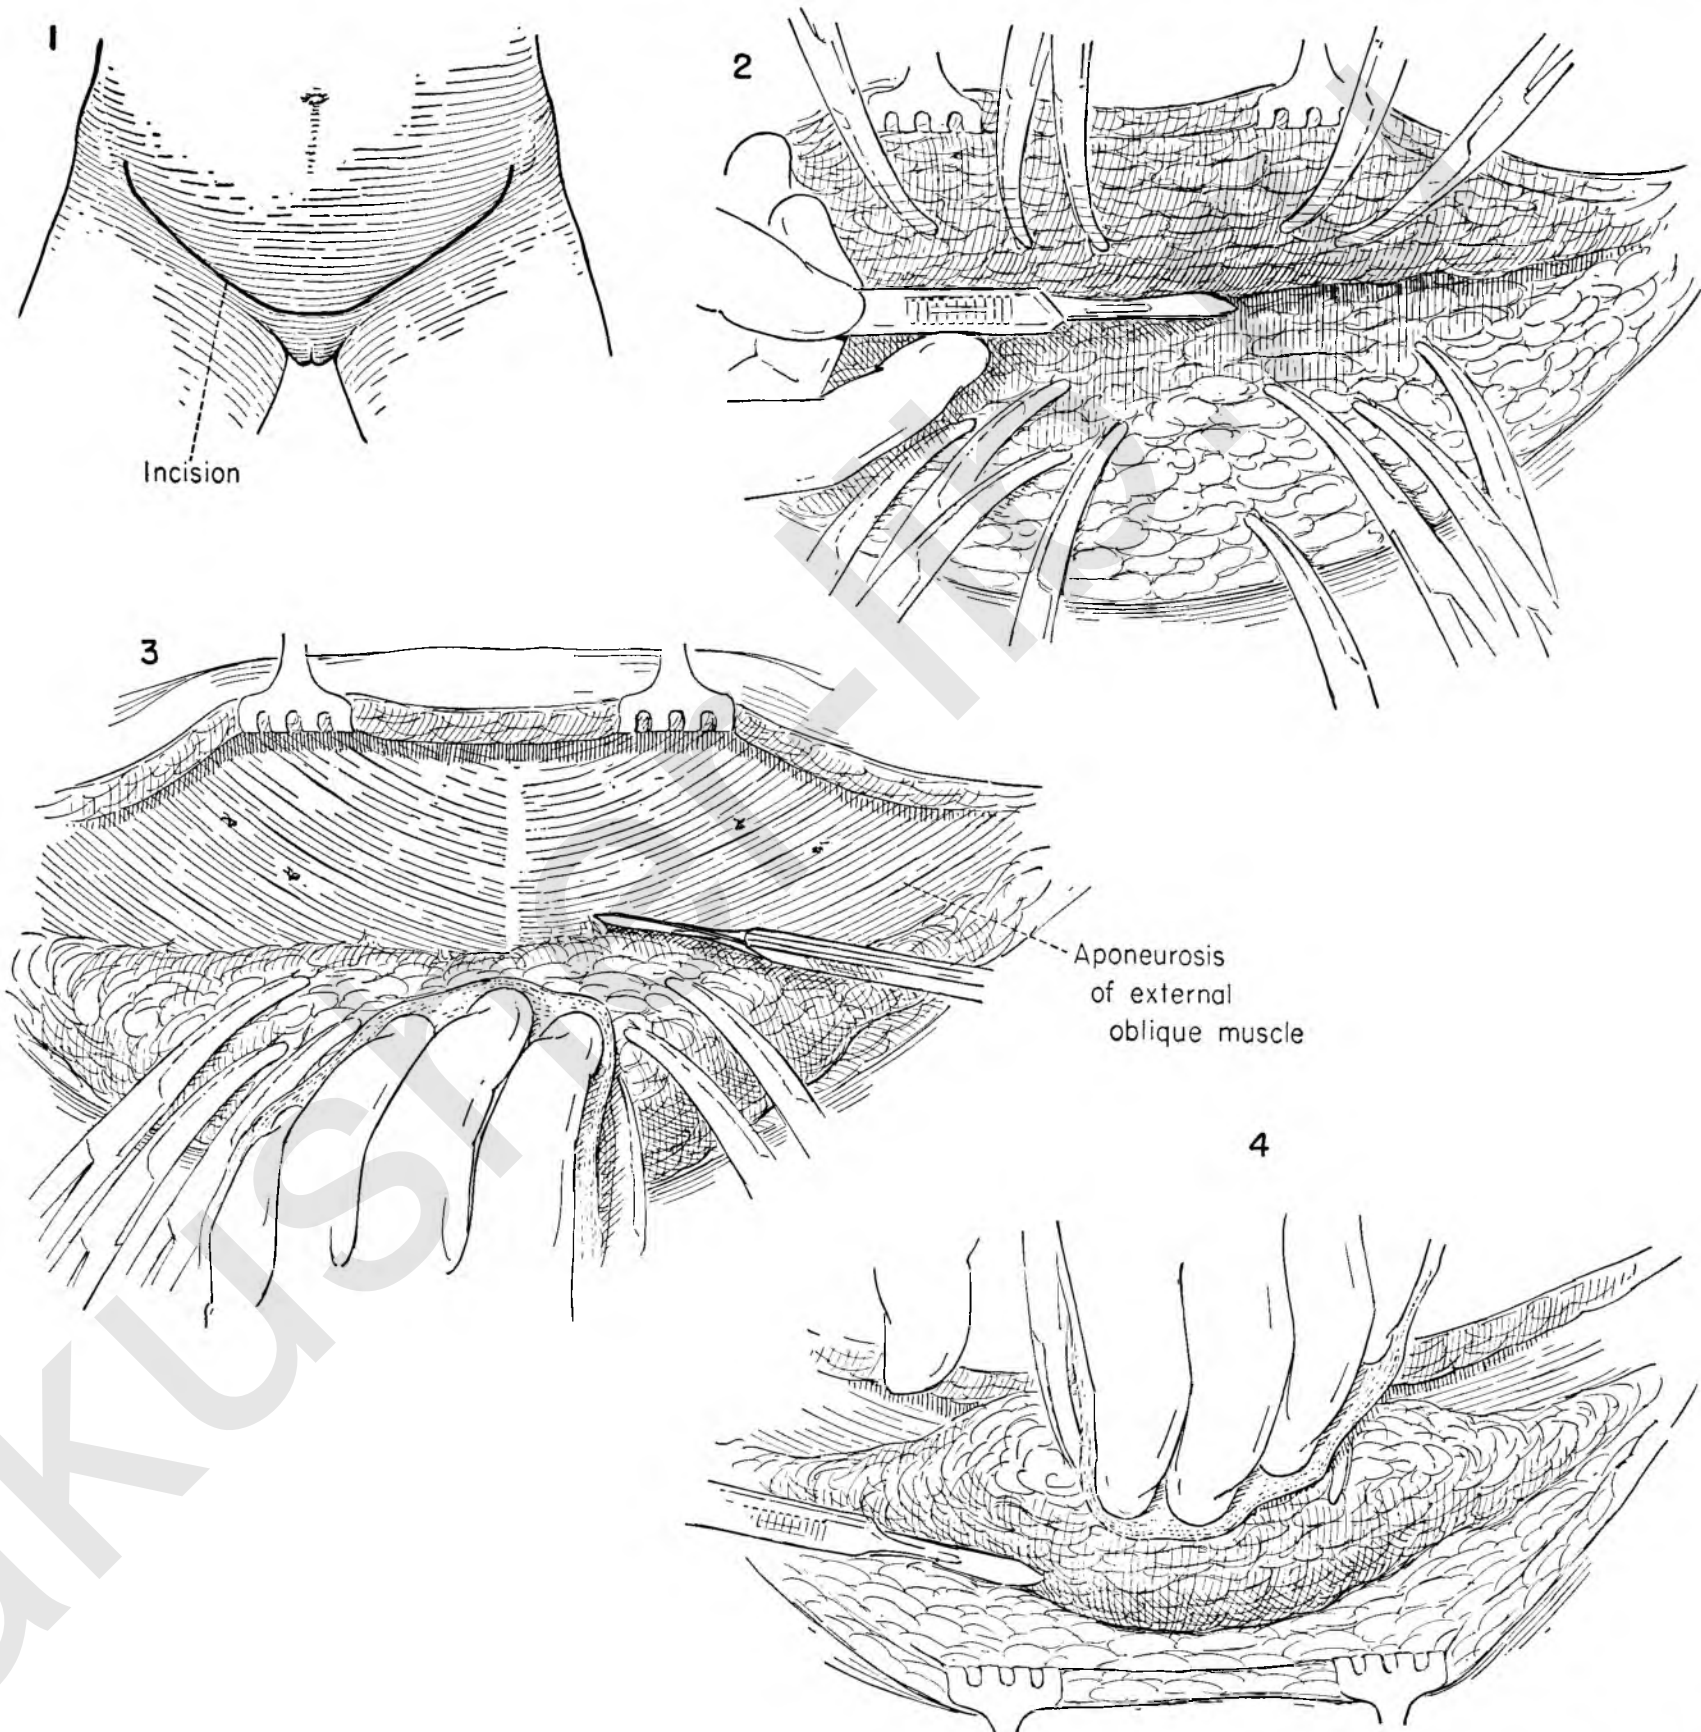 1
2
Incision
3
Aponeurosis
of external
oblique muscle
4